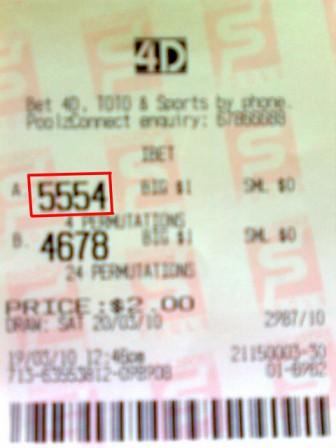 4D
Bet 4D, TOTO & Sports by phone.
PoolzConnect enquiry: 67866688
IBET
A. 5554 BIG $1 SML $0
4 PERMUTATIONS
B. 4678 BIG $1 SML $0
24 PERMUTATIONS
PRICE:$2.00
DRAW: SAT 20/03/10 2987/10
19/03/10 12:46pm 21150003-30